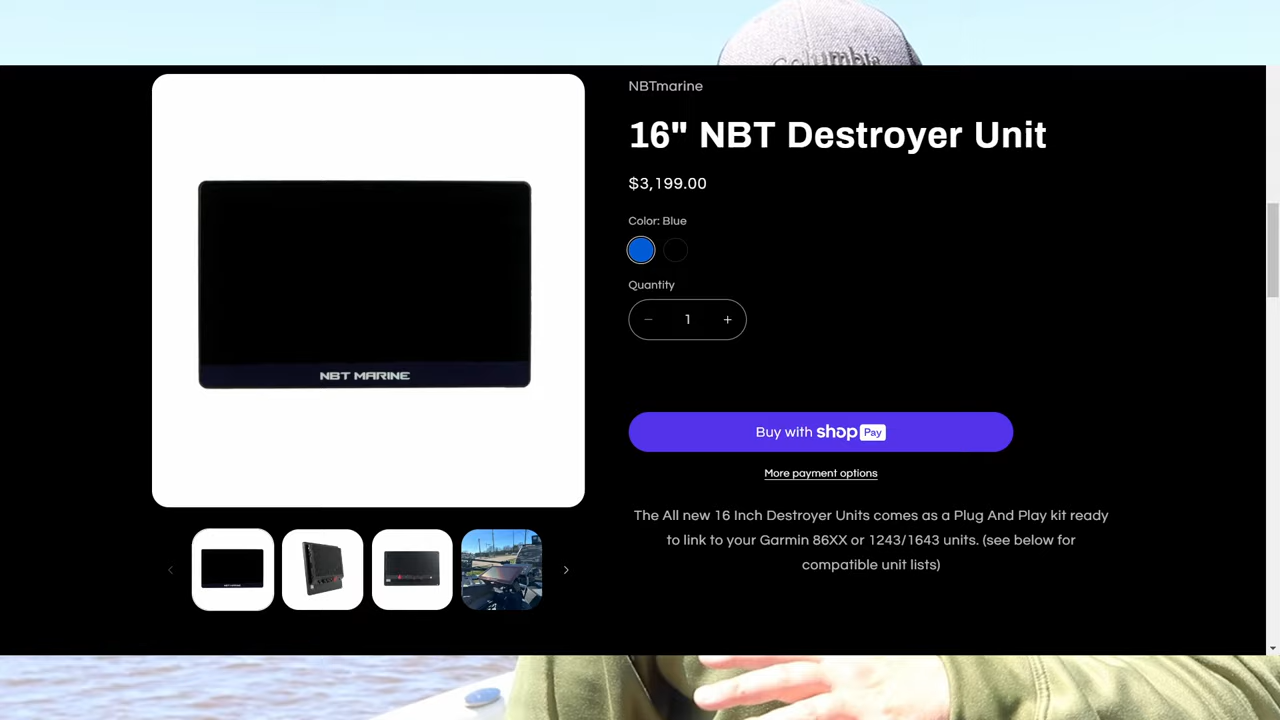 Columbia
NBTmarine
16" NBT Destroyer Unit
$3,199.00
Color: Blue
Quantity
− 1 +
NBT MARINE
Buy with shop Pay
More payment options
The All new 16 Inch Destroyer Units comes as a Plug And Play kit ready
to link to your Garmin 86XX or 1243/1643 units. (see below for
compatible unit lists)